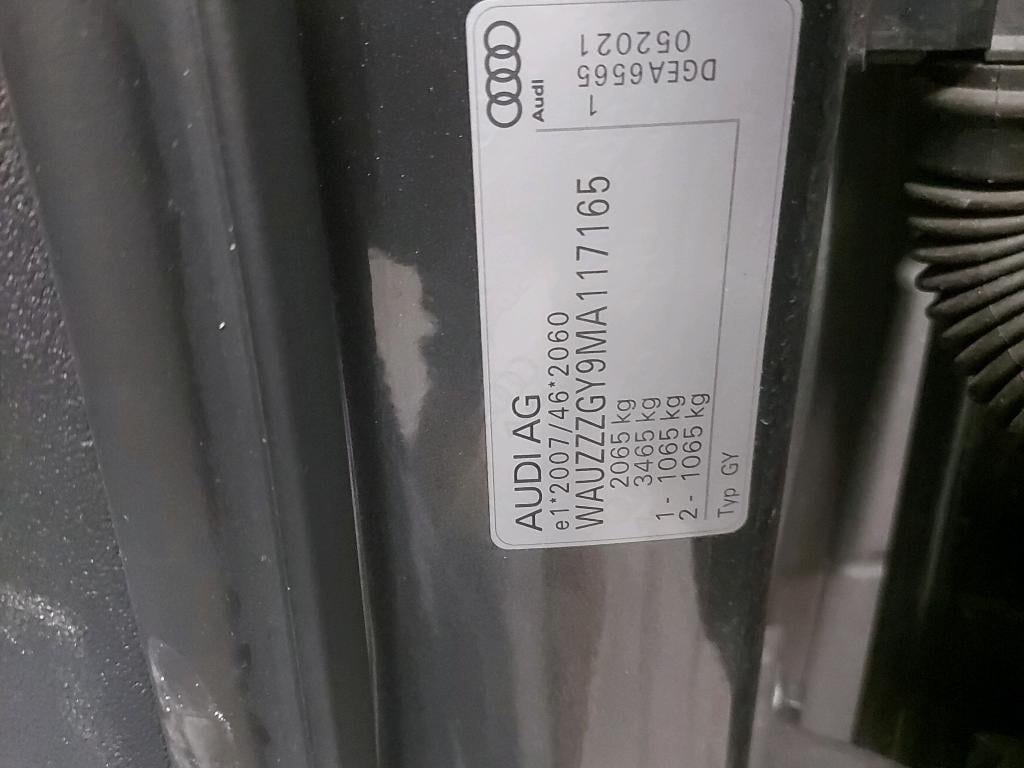 AUDI AG
e1*2007/46*2060
WAUZZZGY9MA117165
2065 kg
3465 kg
1- 1065 kg
2- 1065 kg
Typ GY
Audi
1
DGEA6565
052021